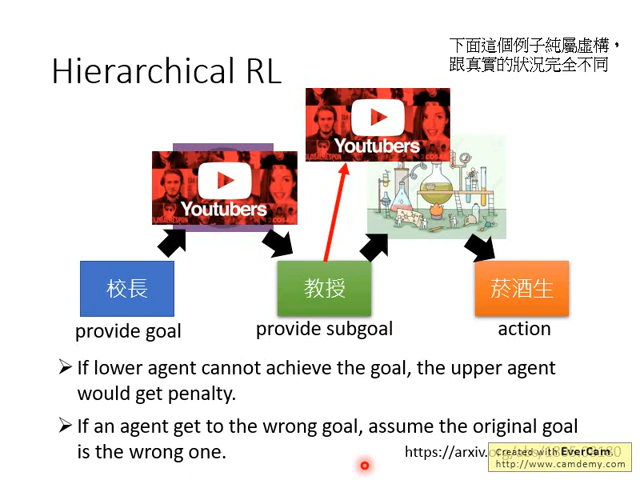 下面這個例子純屬虛構，
跟真實的狀況完全不同
Hierarchical RL
Youtubers
Youtubers
校長
教授
菸酒生
provide goal
provide subgoal
action
➢ If lower agent cannot achieve the goal, the upper agent
would get penalty.
➢ If an agent get to the wrong goal, assume the original goal
is the wrong one.
https://arxiv.org/
Created with EverCam.
http://www.camdemy.com